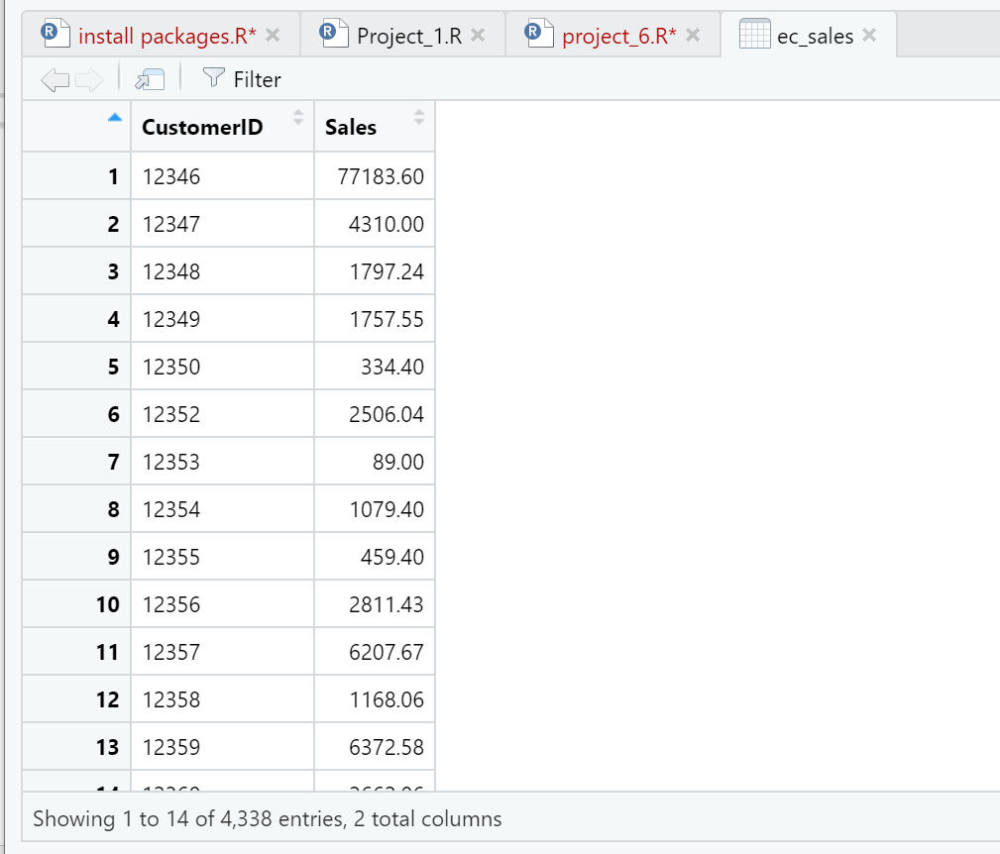 install packages.R* Project_1.R project_6.R* ec_sales
Filter
CustomerID Sales
1 12346 77183.60
2 12347 4310.00
3 12348 1797.24
4 12349 1757.55
5 12350 334.40
6 12352 2506.04
7 12353 89.00
8 12354 1079.40
9 12355 459.40
10 12356 2811.43
11 12357 6207.67
12 12358 1168.06
13 12359 6372.58
Showing 1 to 14 of 4,338 entries, 2 total columns